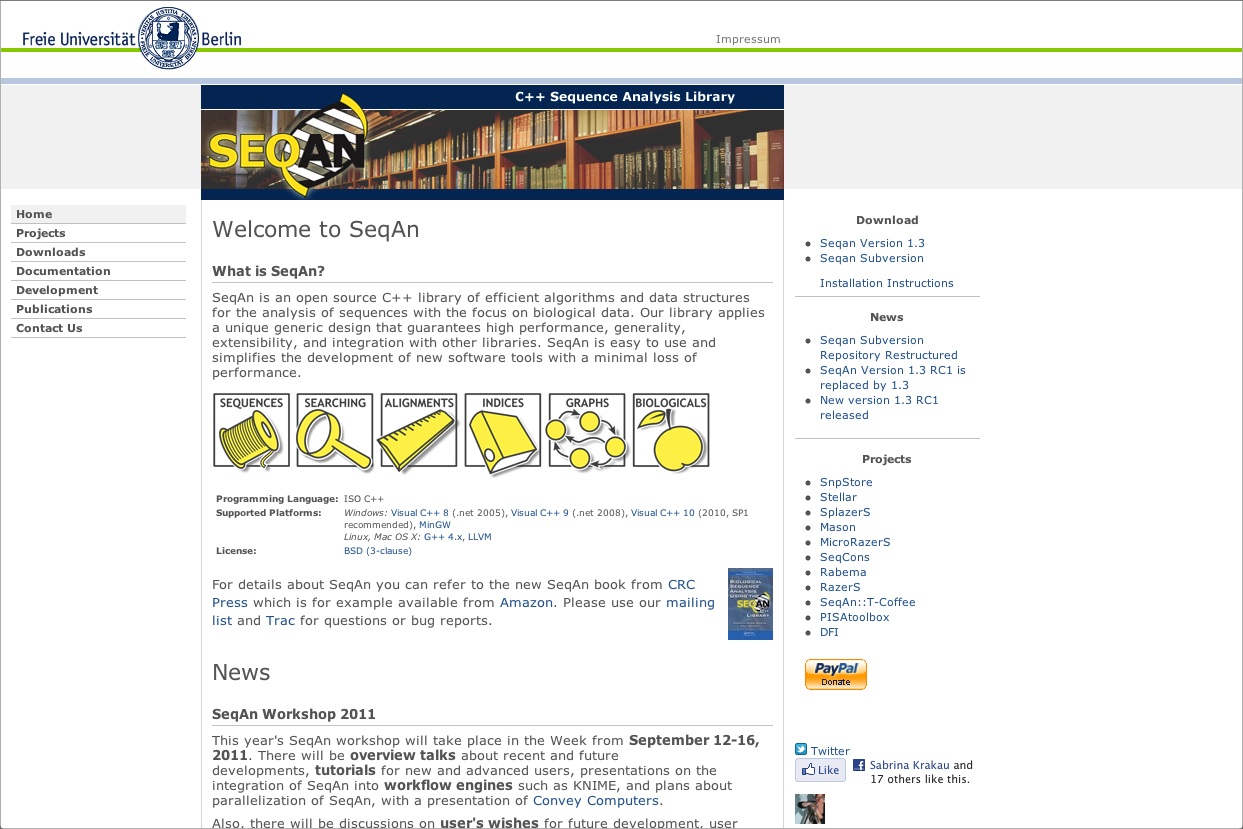 Freie Universität Berlin
Impressum
C++ Sequence Analysis Library
SEQAN
Home
Projects
Downloads
Documentation
Development
Publications
Contact Us
Welcome to SeqAn
What is SeqAn?
SeqAn is an open source C++ library of efficient algorithms and data structures
for the analysis of sequences with the focus on biological data. Our library applies
a unique generic design that guarantees high performance, generality,
extensibility, and integration with other libraries. SeqAn is easy to use and
simplifies the development of new software tools with a minimal loss of
performance.
SEQUENCES SEARCHING ALIGNMENTS INDICES GRAPHS BIOLOGICALS
Programming Language: ISO C++
Supported Platforms: Windows: Visual C++ 8 (.net 2005), Visual C++ 9 (.net 2008), Visual C++ 10 (2010, SP1
recommended), MinGW
Linux, Mac OS X: G++ 4.x, LLVM
License: BSD (3-clause)
For details about SeqAn you can refer to the new SeqAn book from CRC
Press which is for example available from Amazon. Please use our mailing
list and Trac for questions or bug reports.
BIOLOGICAL
SEQUENCE
ANALYSIS
USING THE
SEQAN
C++
LIBRARY
News
SeqAn Workshop 2011
This year's SeqAn workshop will take place in the Week from September 12-16,
2011. There will be overview talks about recent and future
developments, tutorials for new and advanced users, presentations on the
integration of SeqAn into workflow engines such as KNIME, and plans about
parallelization of SeqAn, with a presentation of Convey Computers.
Also, there will be discussions on user's wishes for future development, user
Download
Seqan Version 1.3
Seqan Subversion
Installation Instructions
News
Seqan Subversion
Repository Restructured
SeqAn Version 1.3 RC1 is
replaced by 1.3
New version 1.3 RC1
released
Projects
SnpStore
Stellar
SplazerS
Mason
MicroRazerS
SeqCons
Rabema
RazerS
SeqAn::T-Coffee
PISAtoolbox
DFI
PayPal
Donate
Twitter
Like
Sabrina Krakau and
17 others like this.